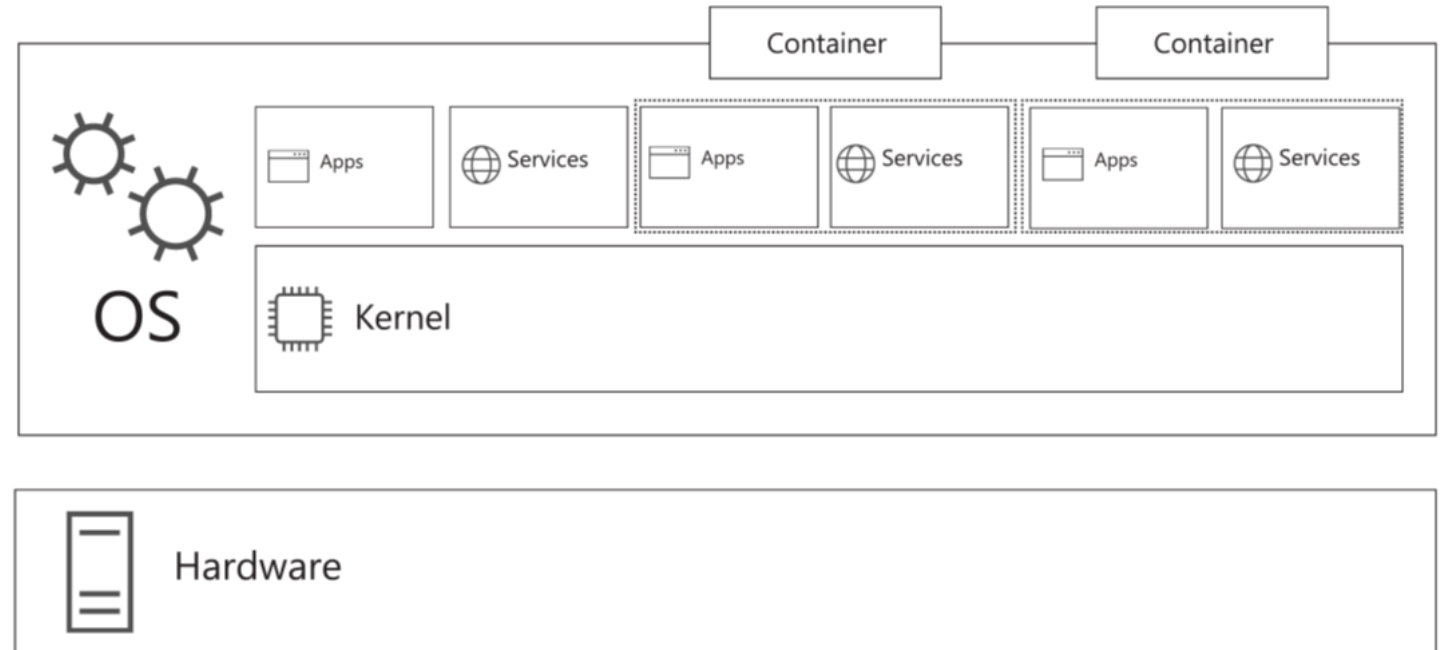 Container
Container
Apps
Services
Apps
Services
Apps
Services
OS
Kernel
Hardware